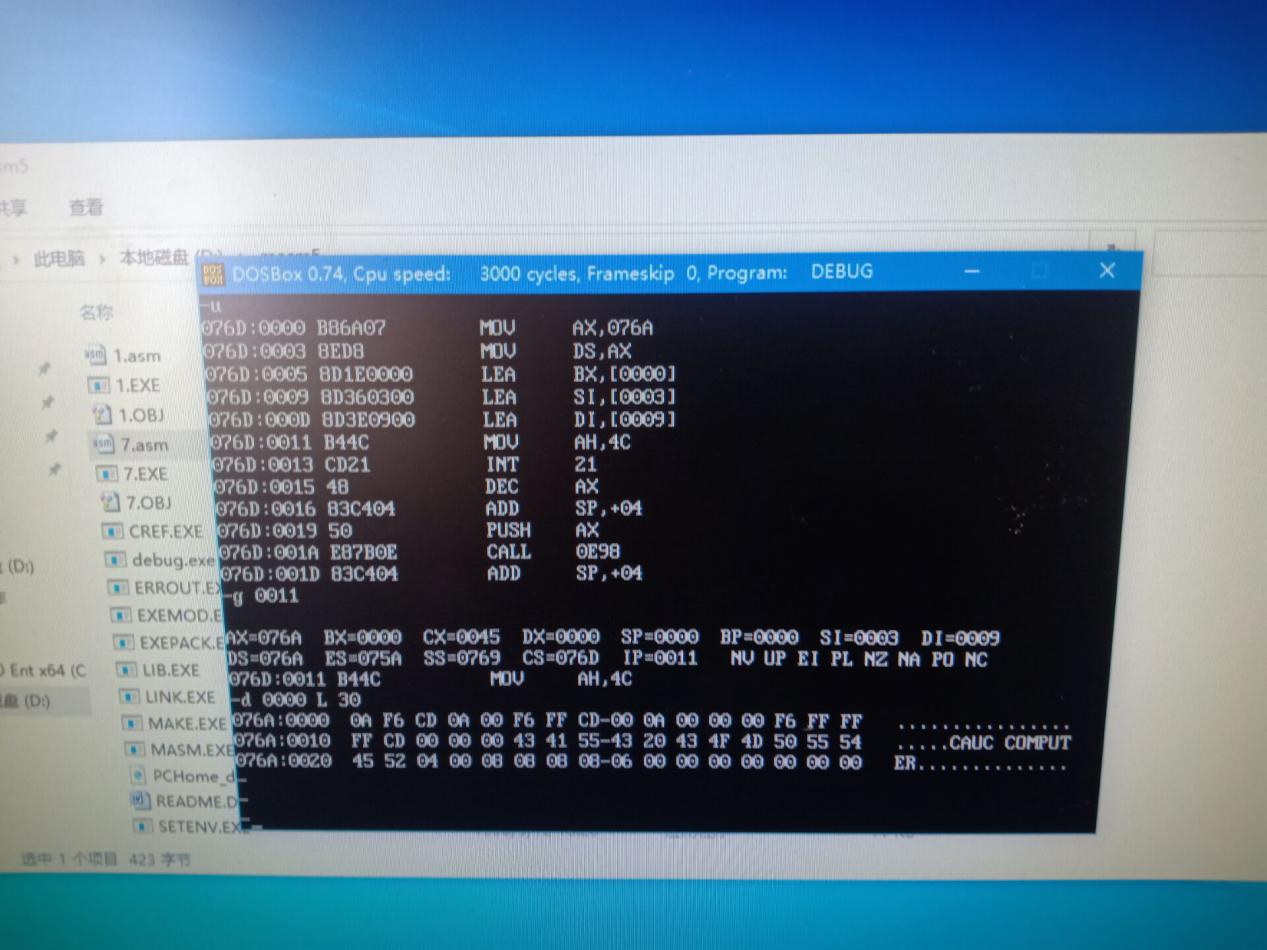 查看
此电脑 › 本地磁盘
名称
1.asm
1.EXE
1.OBJ
7.asm
7.EXE
7.OBJ
CREF.EXE
debug.exe
ERROUT.EX
EXEMOD.E
EXEPACK.E
LIB.EXE
LINK.EXE
MAKE.EXE
MASM.EXE
PCHome_d
README.D
SETENV.EX
(D:)
Ent x64 (C
(D:)
选中 1 个项目 423 字节
DOSBox 0.74, Cpu speed: 3000 cycles, Frameskip 0, Program: DEBUG
-u
076D:0000 B86A07 MOV AX,076A
076D:0003 8ED8 MOV DS,AX
076D:0005 8D1E0000 LEA BX,[0000]
076D:0009 8D360300 LEA SI,[0003]
076D:000D 8D3E0900 LEA DI,[0009]
076D:0011 B44C MOV AH,4C
076D:0013 CD21 INT 21
076D:0015 48 DEC AX
076D:0016 83C404 ADD SP,+04
076D:0019 50 PUSH AX
076D:001A E87B0E CALL 0E98
076D:001D 83C404 ADD SP,+04
-g 0011
AX=076A BX=0000 CX=0045 DX=0000 SP=0000 BP=0000 SI=0003 DI=0009
DS=076A ES=075A SS=0769 CS=076D IP=0011 NV UP EI PL NZ NA PO NC
076D:0011 B44C MOV AH,4C
-d 0000 L 30
076A:0000 0A F6 CD 0A 00 F6 FF CD-00 0A 00 00 00 F6 FF FF ................
076A:0010 FF CD 00 00 00 43 41 55-43 20 43 4F 4D 50 55 54 .....CAUC COMPUT
076A:0020 45 52 04 00 08 08 08 08-06 00 00 00 00 00 00 00 ER..............
-